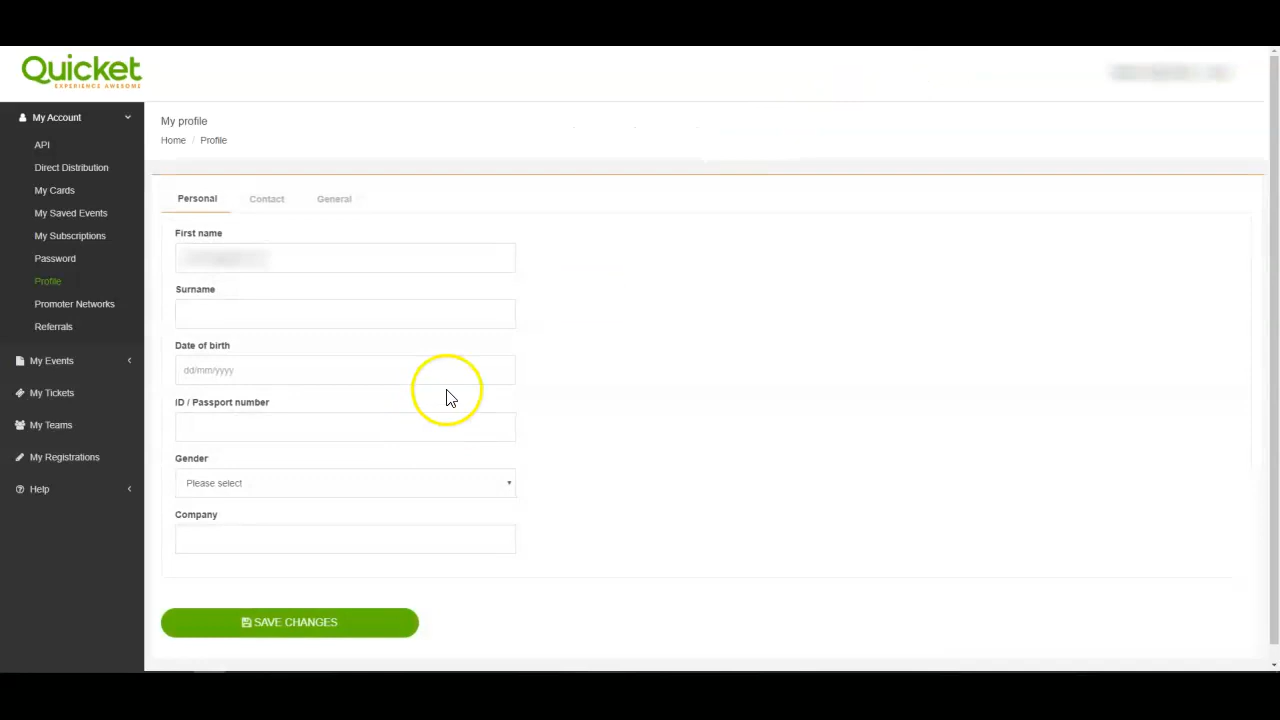 Quicket
EXPERIENCE AWESOME
My Account
API
Direct Distribution
My Cards
My Saved Events
My Subscriptions
Password
Profile
Promoter Networks
Referrals
My Events
My Tickets
My Teams
My Registrations
Help
My profile
Home / Profile
Personal Contact General
First name
Surname
Date of birth
dd/mm/yyyy
ID / Passport number
Gender
Please select
Company
SAVE CHANGES